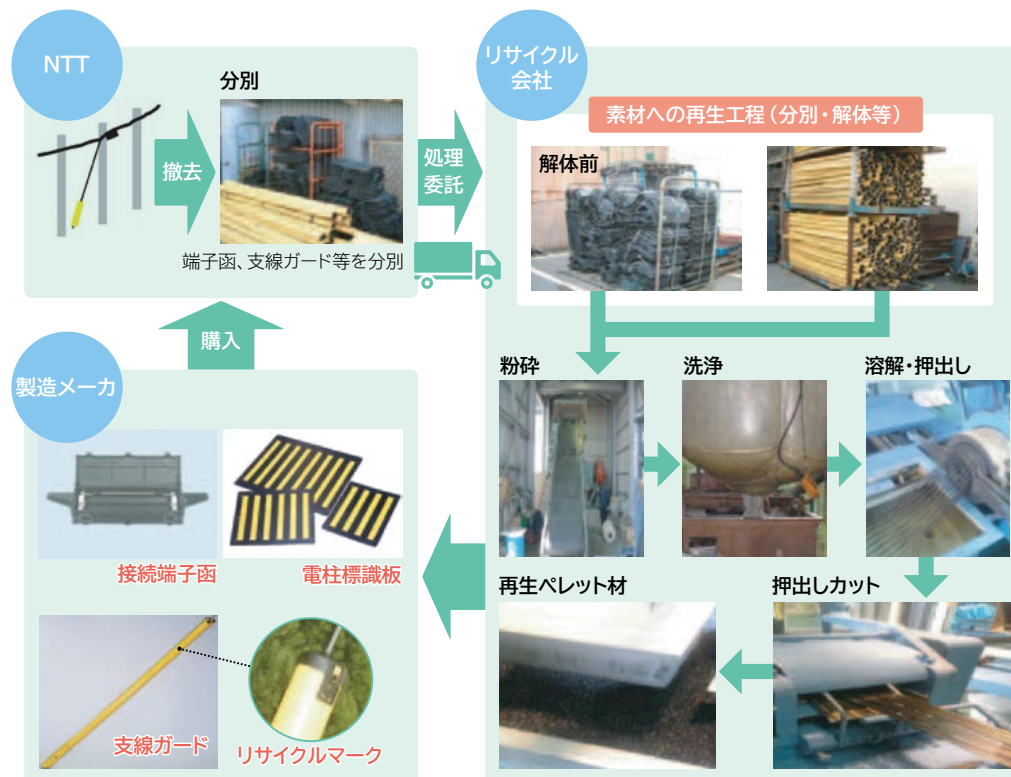 NTT
分別
撤去
端子函、支線ガード等を分別
処理
委託
リサイクル
会社
素材への再生工程（分別・解体等）
解体前
粉砕
洗浄
溶解・押出し
押出しカット
再生ペレット材
購入
製造メーカ
接続端子函
電柱標識板
支線ガード
リサイクルマーク